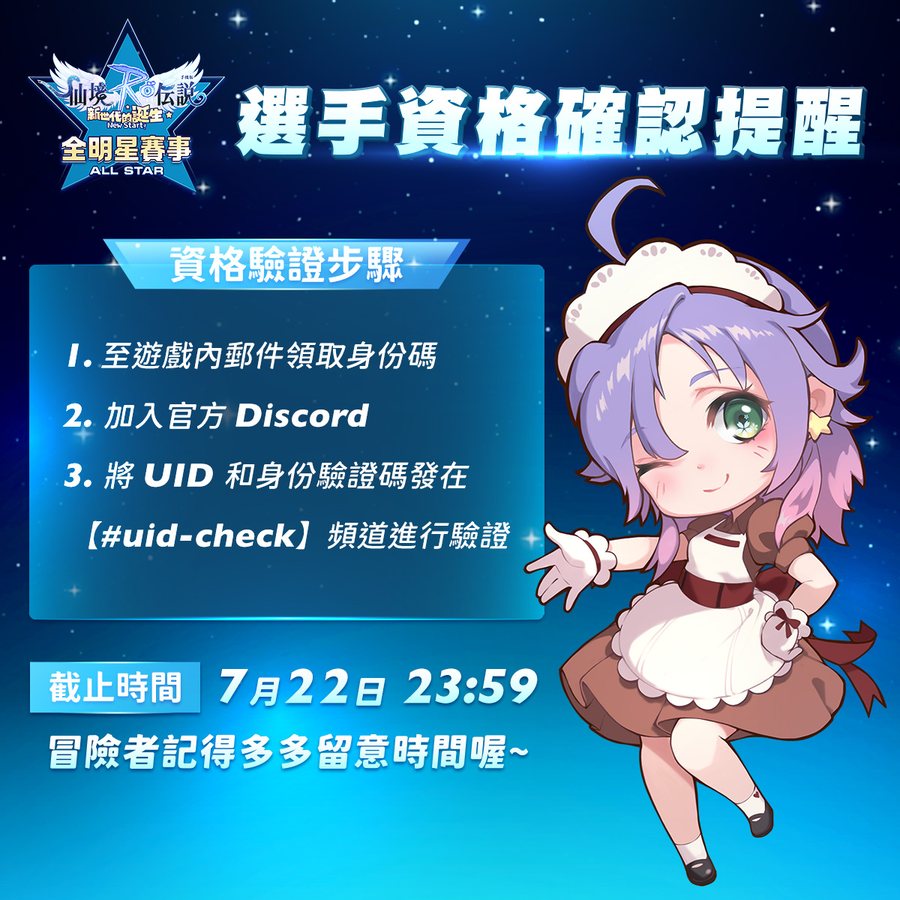 仙境RO伝説
新世代的誕生
New Start
全明星賽事
ALL STAR
選手資格確認提醒
資格驗證步驟
1. 至遊戲內郵件領取身份碼
2. 加入官方 Discord
3. 將 UID 和身份驗證碼發在
【#uid-check】頻道進行驗證
截止時間 7月22日 23:59
冒險者記得多多留意時間喔~